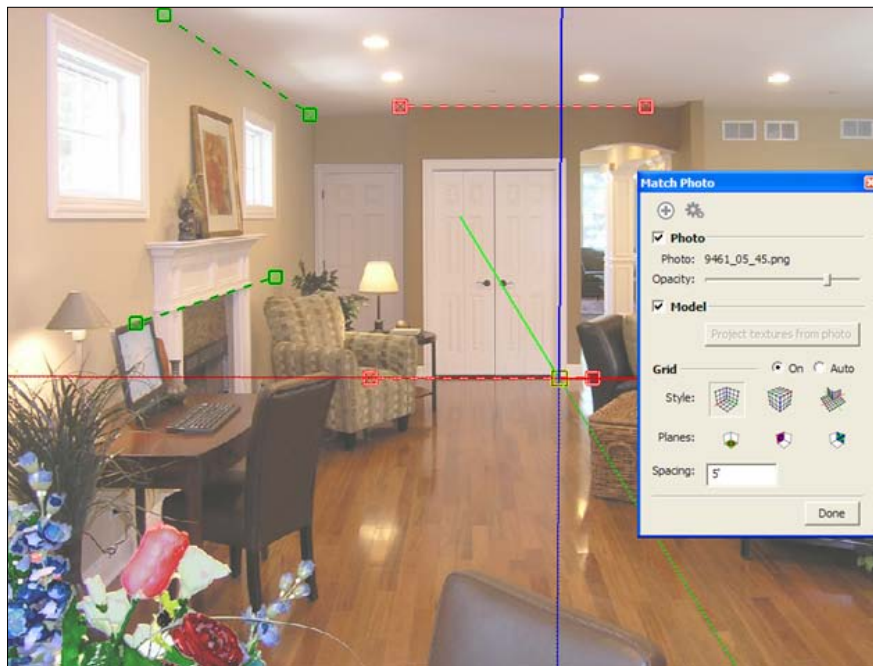 Match Photo
Photo
Photo: 9461_05_45.png
Opacity:
Model
Project textures from photo
Grid On Auto
Style:
Planes:
Spacing: 5'
Done